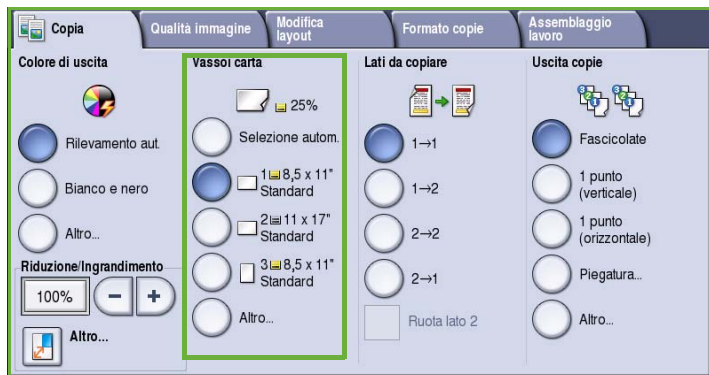 Copia
Qualità immagine
Modifica
layout
Formato copie
Assemblaggio
lavoro
Colore di uscita
Rilevamento aut.
Bianco e nero
Altro...
Riduzione/Ingrandimento
100%
Altro...
Vassoi carta
25%
Selezione autom.
1 8,5 x 11"
Standard
2 11 x 17"
Standard
3 8,5 x 11"
Standard
Altro...
Lati da copiare
1→1
1→2
2→2
2→1
Ruota lato 2
Uscita copie
Fascicolate
1 punto
(verticale)
1 punto
(orizzontale)
Piegatura...
Altro...